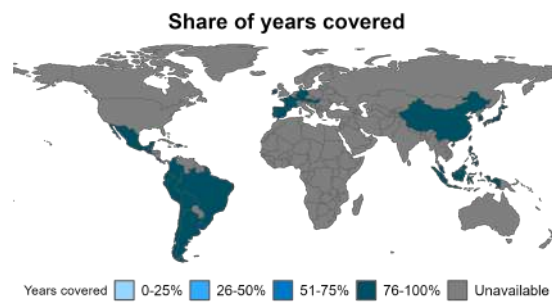 Share of years covered
Years covered 0-25% 26-50% 51-75% 76-100% Unavailable